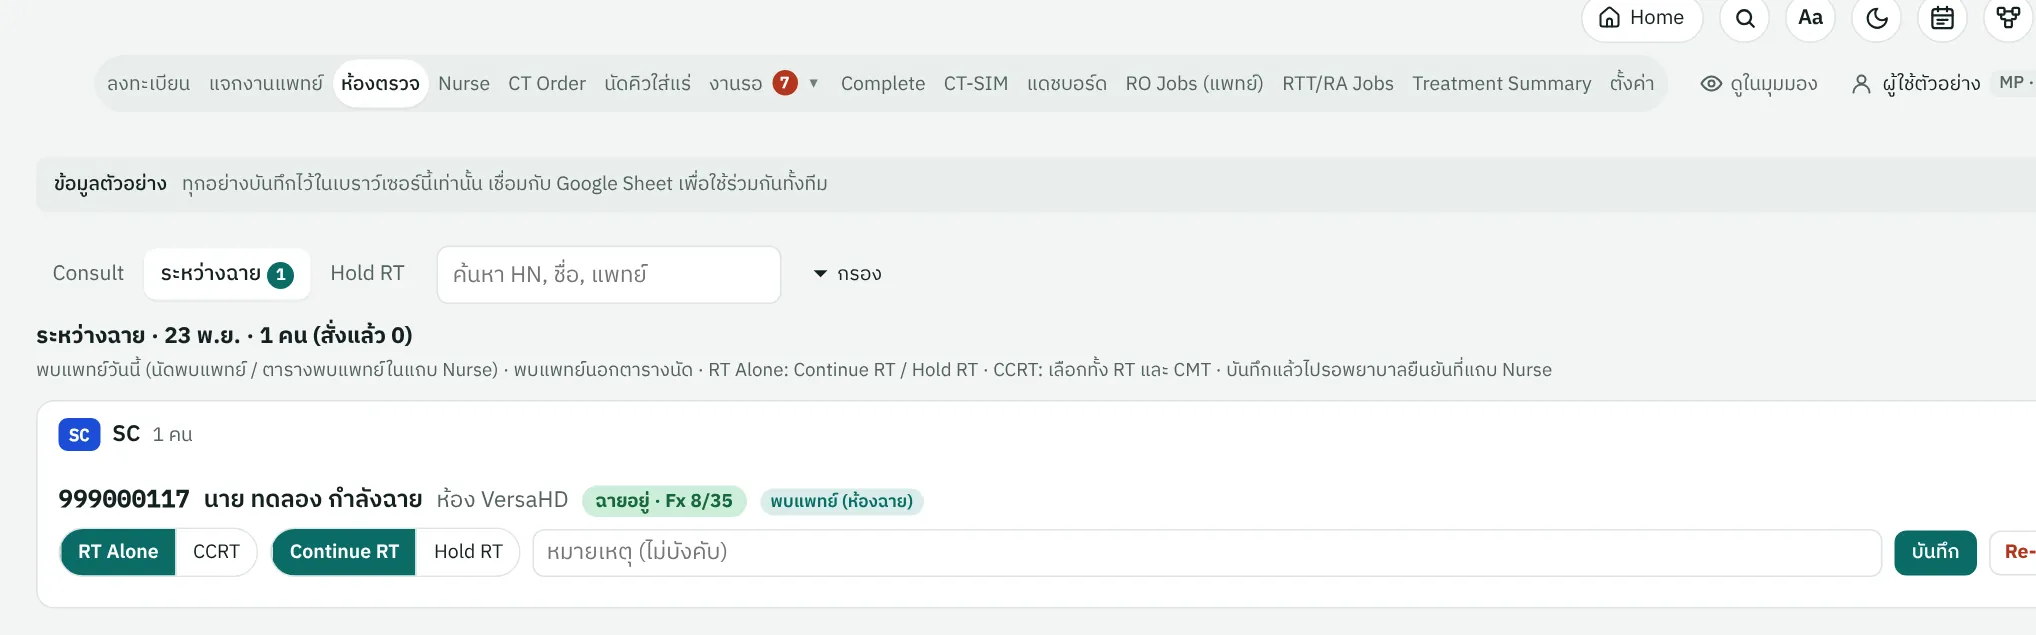 Home Aa
ลงทะเบียน แจกงานแพทย์ ห้องตรวจ Nurse CT Order นัดคิวใส่แร่ งานรอ 7 ▼ Complete CT-SIM แดชบอร์ด RO Jobs (แพทย์) RTT/RA Jobs Treatment Summary ตั้งค่า ดูในมุมมอง ผู้ใช้ตัวอย่าง MP ·
ข้อมูลตัวอย่าง ทุกอย่างบันทึกไว้ในเบราว์เซอร์นี้เท่านั้น เชื่อมกับ Google Sheet เพื่อใช้ร่วมกันทั้งทีม
Consult ระหว่างฉาย 1 Hold RT ค้นหา HN, ชื่อ, แพทย์ ▼ กรอง
ระหว่างฉาย · 23 พ.ย. · 1 คน (สั่งแล้ว 0)
พบแพทย์วันนี้ (นัดพบแพทย์ / ตารางพบแพทย์ในแถบ Nurse) · พบแพทย์นอกตารางนัด · RT Alone: Continue RT / Hold RT · CCRT: เลือกทั้ง RT และ CMT · บันทึกแล้วไปรอพยาบาลยืนยันที่แถบ Nurse
SC SC 1 คน
999000117 นาย ทดลอง กำลังฉาย ห้อง VersaHD ฉายอยู่ · Fx 8/35 พบแพทย์ (ห้องฉาย)
RT Alone CCRT Continue RT Hold RT หมายเหตุ (ไม่บังคับ) บันทึก Re-